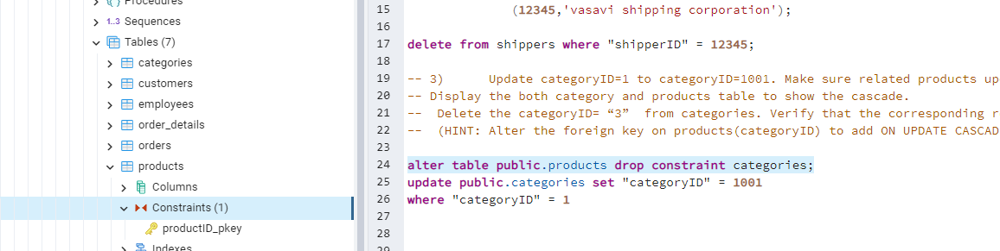 Procedures
1..3 Sequences
Tables (7)
categories
customers
employees
order_details
orders
products
Columns
Constraints (1)
productID_pkey
Indexes
15 (12345,'vasavi shipping corporation');
16
17 delete from shippers where "shipperID" = 12345;
18
19 -- 3) Update categoryID=1 to categoryID=1001. Make sure related products up
20 -- Display the both category and products table to show the cascade.
21 -- Delete the categoryID= “3” from categories. Verify that the corresponding r
22 -- (HINT: Alter the foreign key on products(categoryID) to add ON UPDATE CASCAD
23
24 alter table public.products drop constraint categories;
25 update public.categories set "categoryID" = 1001
26 where "categoryID" = 1
27
28
29